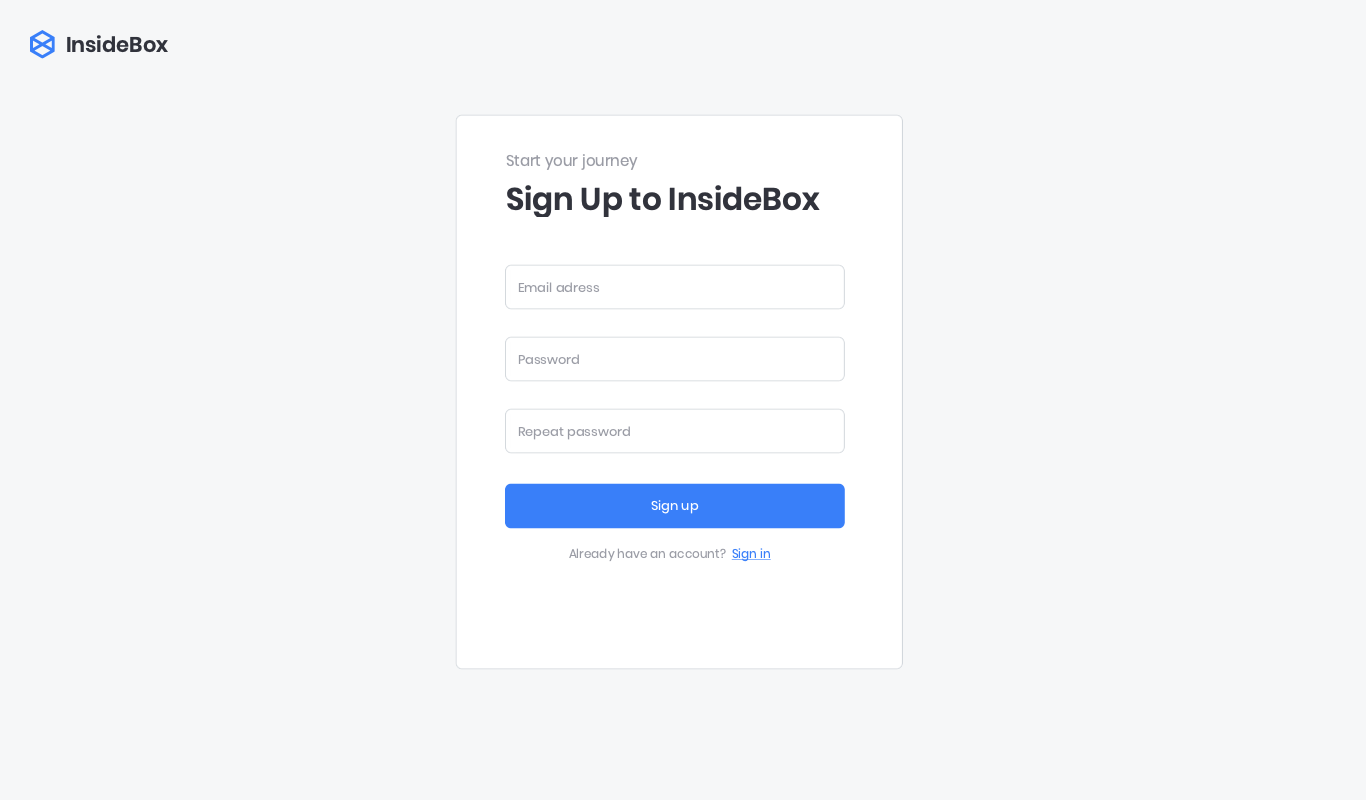 InsideBox
Start your journey
Sign Up to InsideBox
Email adress
Password
Repeat password
Sign up
Already have an account? Sign in